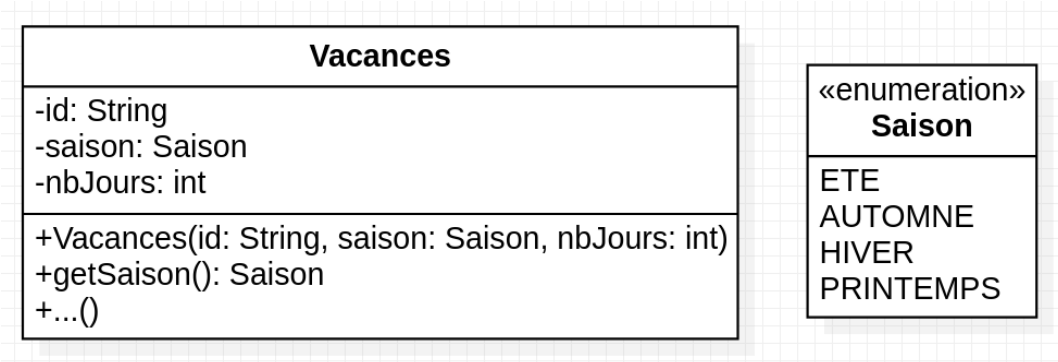 Vacances
-id: String
-saison: Saison
-nbJours: int
+Vacances(id: String, saison: Saison, nbJours: int)
+getSaison(): Saison
+...()
«enumeration»
Saison
ETE
AUTOMNE
HIVER
PRINTEMPS